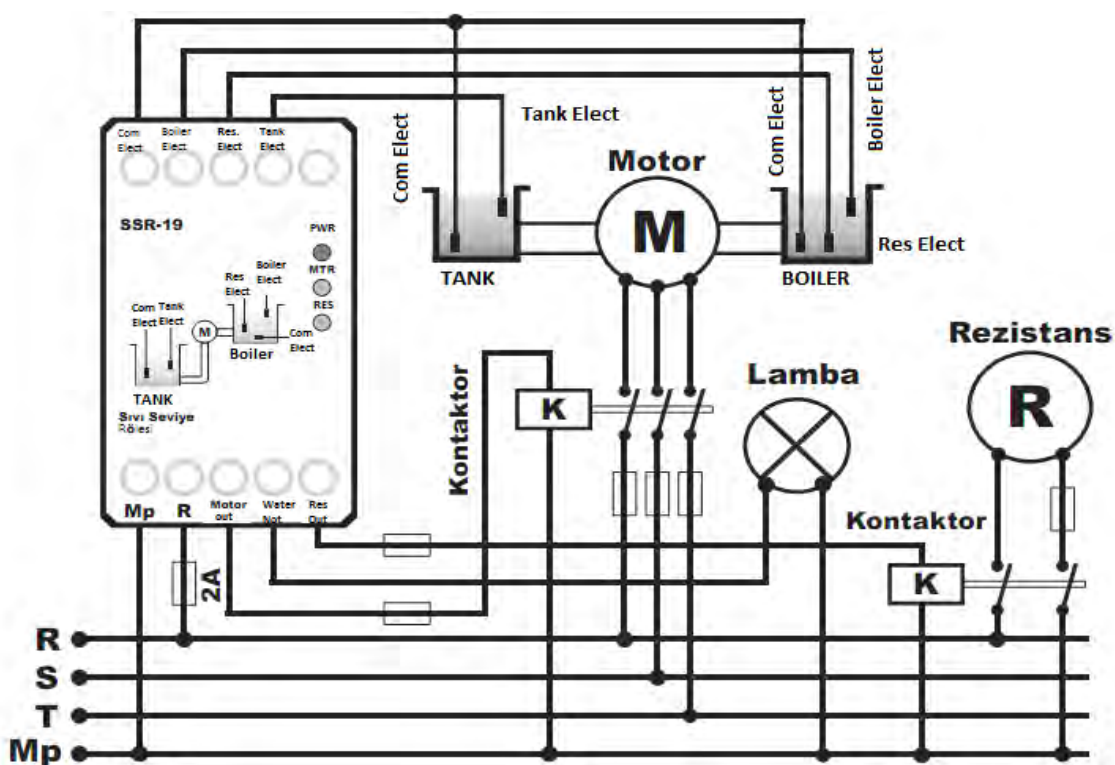 Com Elect
Boiler Elect
Res. Elect
Tank Elect
SSR-19
PWR
MTR
RES
Boiler Elect
Res Elect
Com Elect
Tank Elect
M
Com Elect
Boiler
TANK
Sıvı Seviye
Rölesi
Mp
R
Motor out
Water Not
Res Out
Com Elect
Tank Elect
TANK
Motor
M
Com Elect
Boiler Elect
Res Elect
BOILER
Kontaktor
K
Lamba
Rezistans
R
Kontaktor
K
2A
R
S
T
Mp